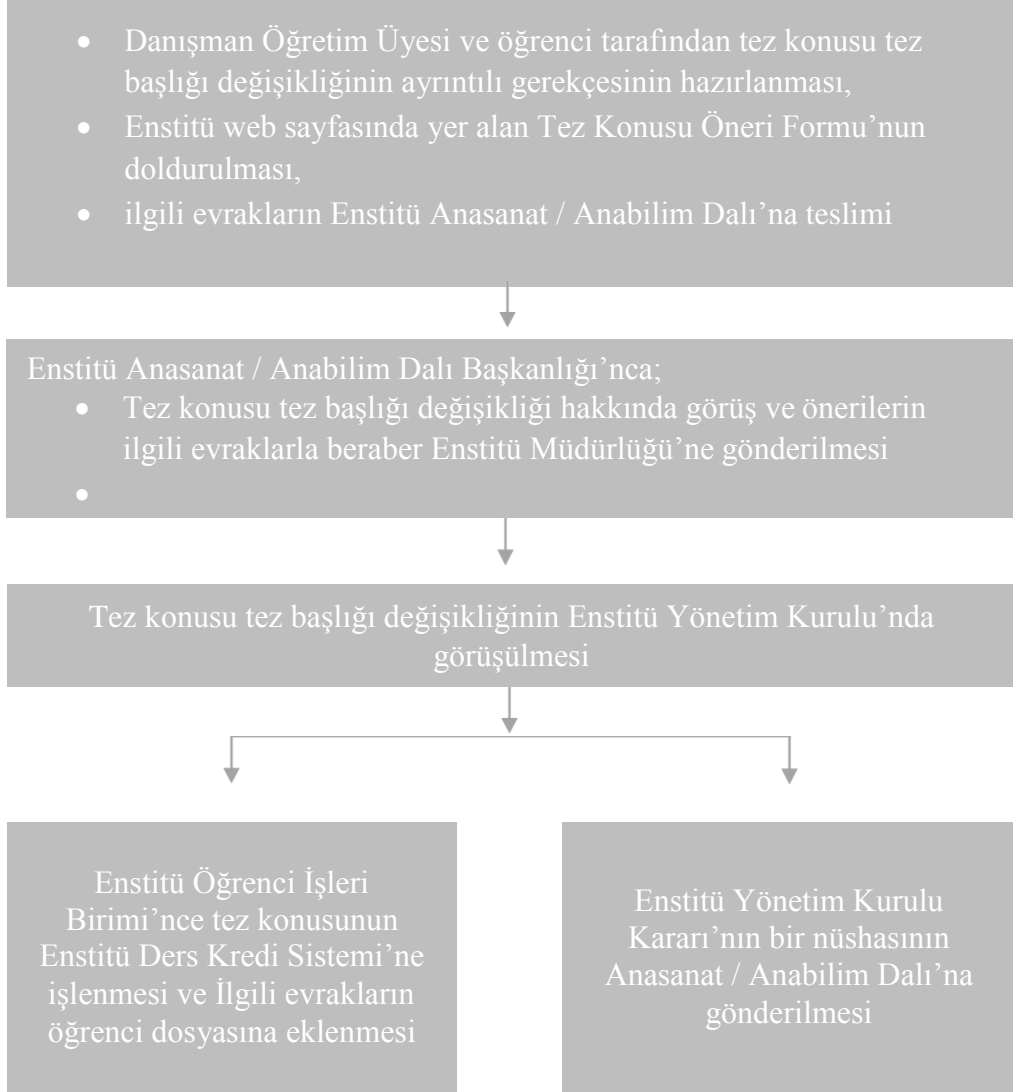 • Danışman Öğretim Üyesi ve öğrenci tarafından tez konusu tez
başlığı değişikliğinin ayrıntılı gerekçesinin hazırlanması,
• Enstitü web sayfasında yer alan Tez Konusu Öneri Formu’nun
doldurulması,
• ilgili evrakların Enstitü Anasanat / Anabilim Dalı’na teslimi
Enstitü Anasanat / Anabilim Dalı Başkanlığı’nca;
• Tez konusu tez başlığı değişikliği hakkında görüş ve önerilerin
ilgili evraklarla beraber Enstitü Müdürlüğü’ne gönderilmesi
•
Tez konusu tez başlığı değişikliğinin Enstitü Yönetim Kurulu’nda
görüşülmesi
Enstitü Öğrenci İşleri
Birimi’nce tez konusunun
Enstitü Ders Kredi Sistemi’ne
işlenmesi ve İlgili evrakların
öğrenci dosyasına eklenmesi
Enstitü Yönetim Kurulu
Kararı’nın bir nüshasının
Anasanat / Anabilim Dalı’na
gönderilmesi